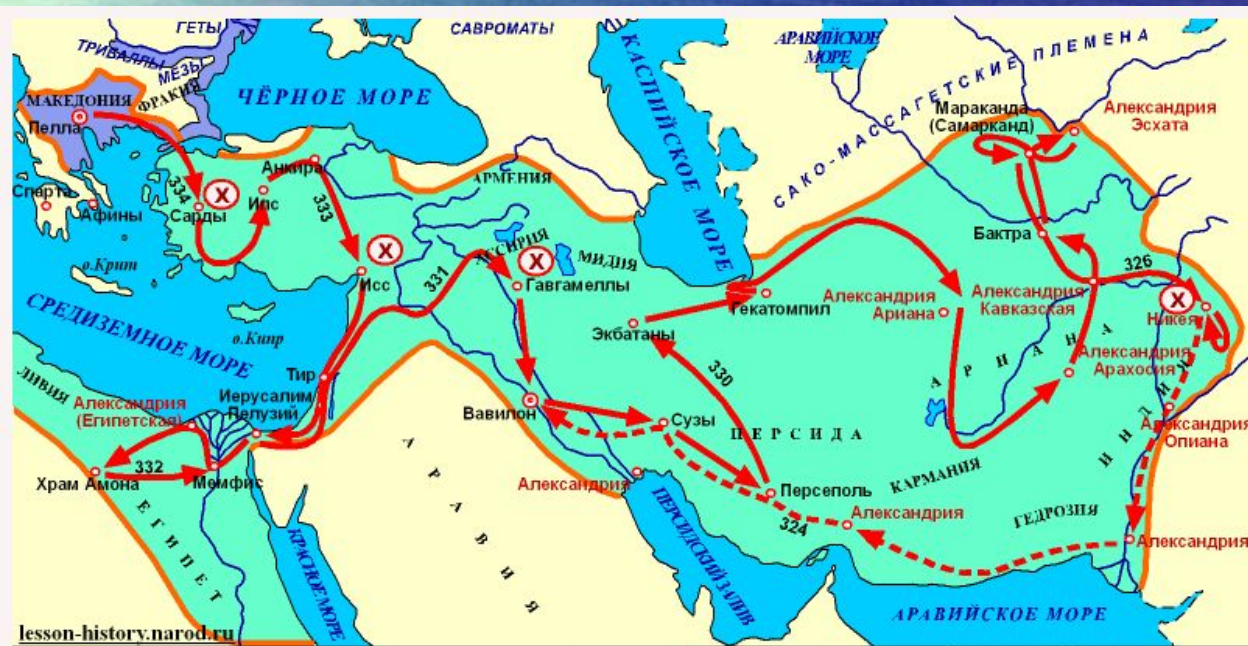 ГЕТЫ
ТРИБАЛЛЫ
МЕЗЬ
ФРАКИЯ
МАКЕДОНИЯ
Пелла
САВРОМАТЫ
ЧЁРНОЕ МОРЕ
КАСПИЙСКОЕ МОРЕ
АРАВИЙСКОЕ
МОРЕ
САКО-МАССАГЕТСКИЕ ПЛЕМЕНА
Мараканда
(Самарканд)
Александрия
Эсхата
Спарта
Афины
334
X
Сарды
Ипс
Анкира
333
АРМЕНИЯ
X
Исс
АССИРИЯ
331
X
Гавгамеллы
МИДИЯ
о.Крит
СРЕДИЗЕМНОЕ МОРЕ
о.Кипр
Тир
Иерусалим
Пелузий
ЛИВИЯ
Александрия
(Египетская)
Храм Амона
332
Мемфис
ЕГИПЕТ
КРАСНОЕ МОРЕ
АРАВИЯ
Вавилон
Сузы
Экбатаны
330
Гекатомпил
Александрия
Ариана
Александрия
Кавказская
Бактра
326
X
Никея
АРИАНА
Александрия
Арахосия
ИНДИЯ
Александрия
Опиана
ПЕРСИДА
КАРМАНИЯ
Персеполь
Александрия
ПЕРСИДСКИЙ ЗАЛИВ
324
Александрия
ГЕДРОЗИЯ
Александрия
АРАВИЙСКОЕ МОРЕ
lesson-history.narod.ru